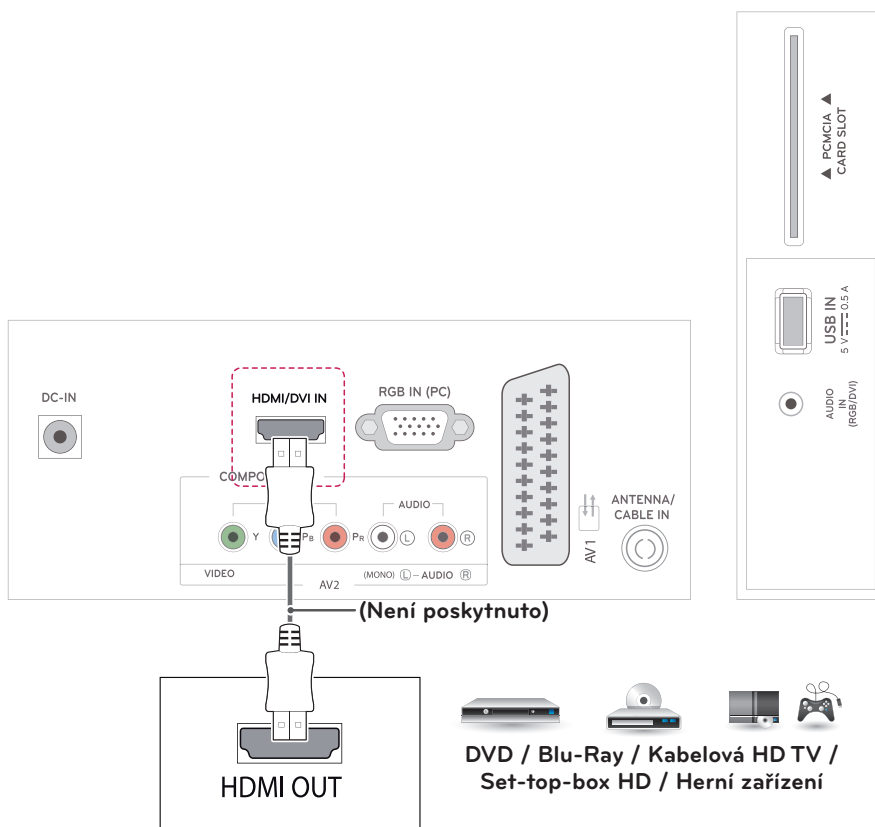 ▲ PCMCIA ▲
CARD SLOT
USB IN
5 V 0.5 A
AUDIO
IN
(RGB/DVI)
DC-IN
HDMI/DVI IN
RGB IN (PC)
COMPO
AUDIO
Y
PB
PR
L
R
VIDEO
AV2
(MONO) L - AUDIO R
AV1
ANTENNA/
CABLE IN
(Není poskytnuto)
HDMI OUT
DVD / Blu-Ray / Kabelová HD TV /
Set-top-box HD / Herní zařízení